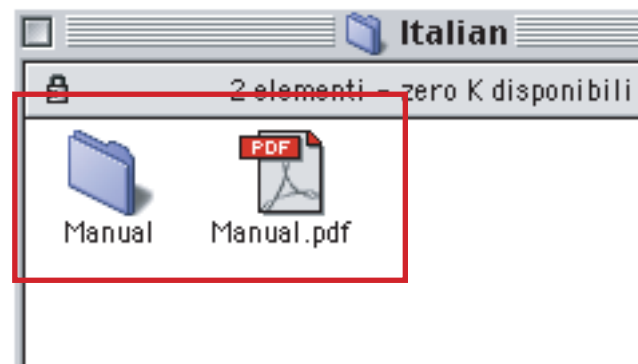 Italian
2 elementi - zero K disponibili
PDF
Manual
Manual.pdf